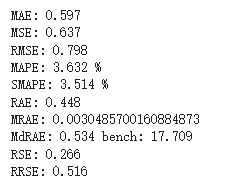 MAE: 0.597
MSE: 0.637
RMSE: 0.798
MAPE: 3.632 %
SMAPE: 3.514 %
RAE: 0.448
MRAE: 0.0030485700160884873
MdRAE: 0.534 bench: 17.709
RSE: 0.266
RRSE: 0.516